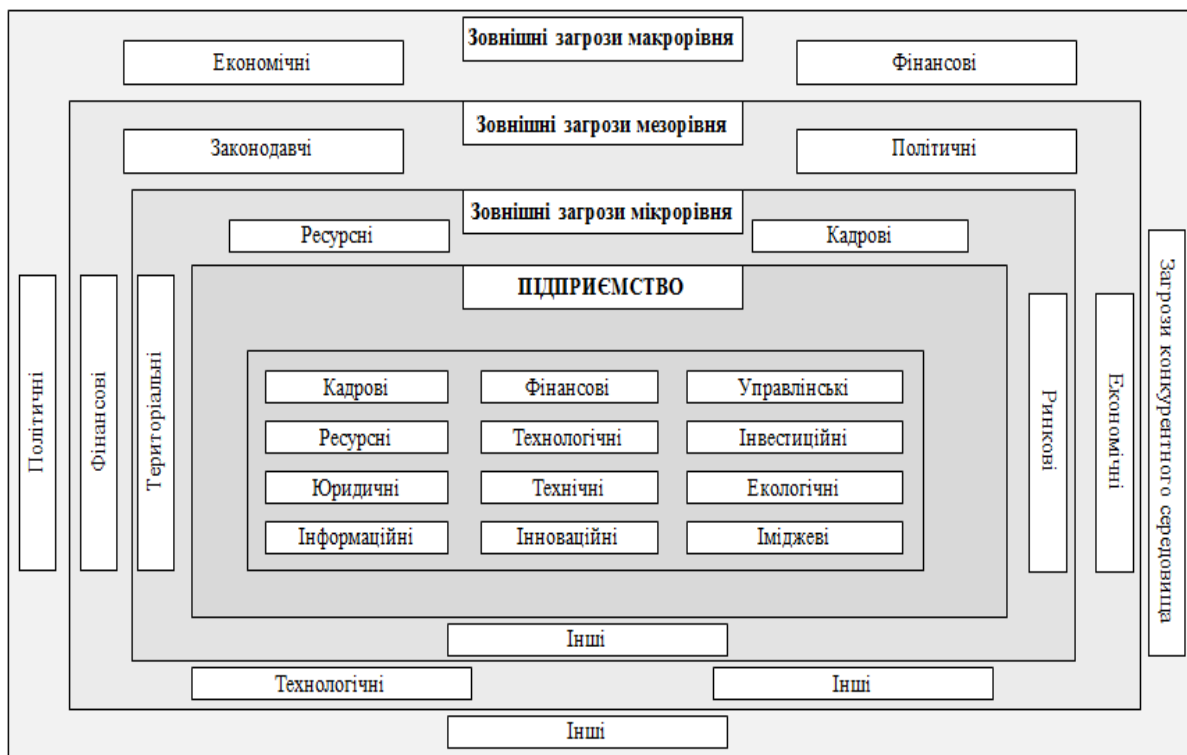 Зовнішні загрози макрорівня
Економічні
Фінансові
Зовнішні загрози мезорівня
Законодавчі
Політичні
Зовнішні загрози мікрорівня
Ресурсні
Кадрові
ПІДПРИЄМСТВО
Політичні
Фінансові
Територіальні
Кадрові
Фінансові
Управлінські
Ресурсні
Технологічні
Інвестиційні
Юридичні
Технічні
Екологічні
Інформаційні
Інноваційні
Іміджеві
Ринкові
Економічні
Загрози конкурентного середовища
Інші
Технологічні
Інші
Інші